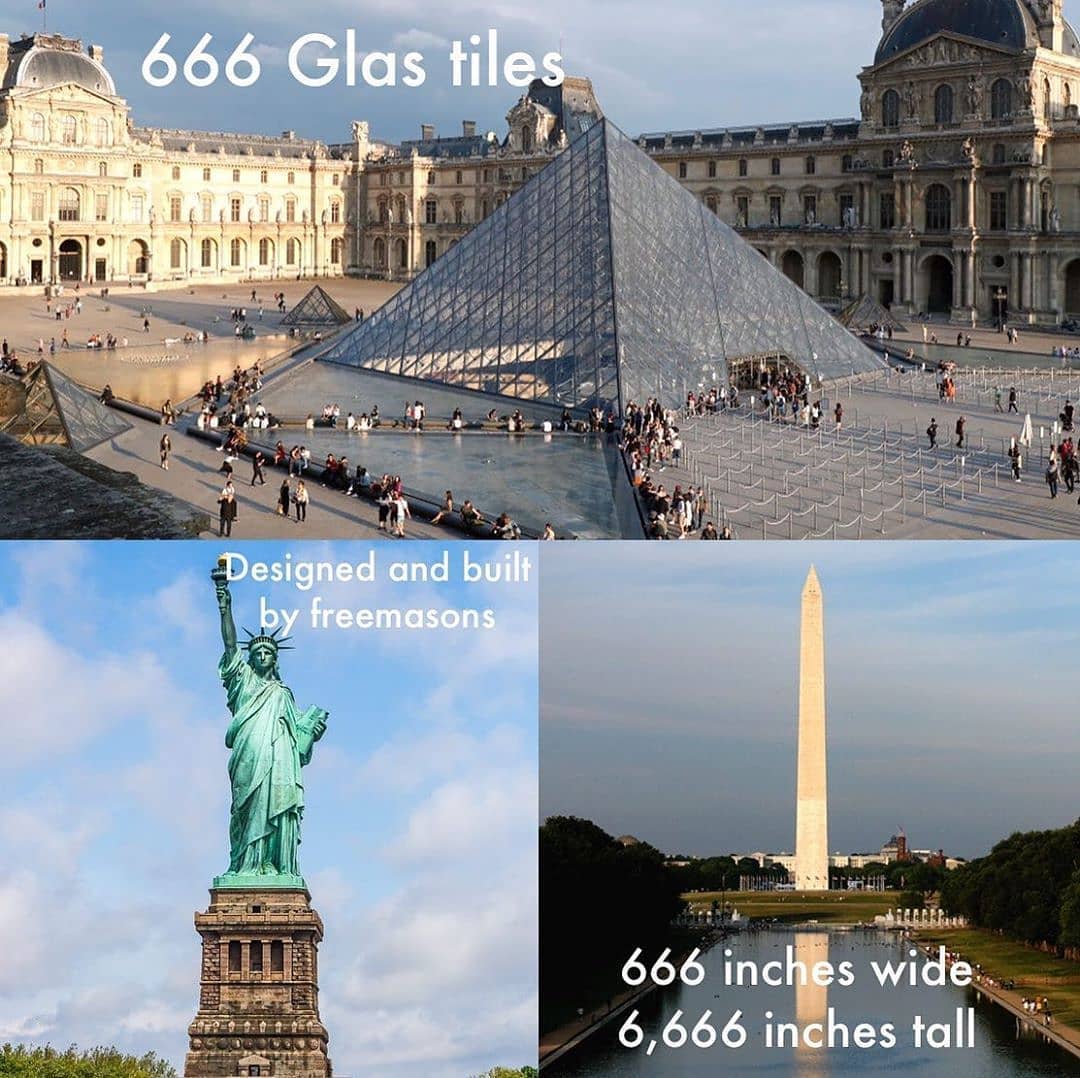 666 Glas tiles
Designed and built
by freemasons
666 inches wide
6,666 inches tall